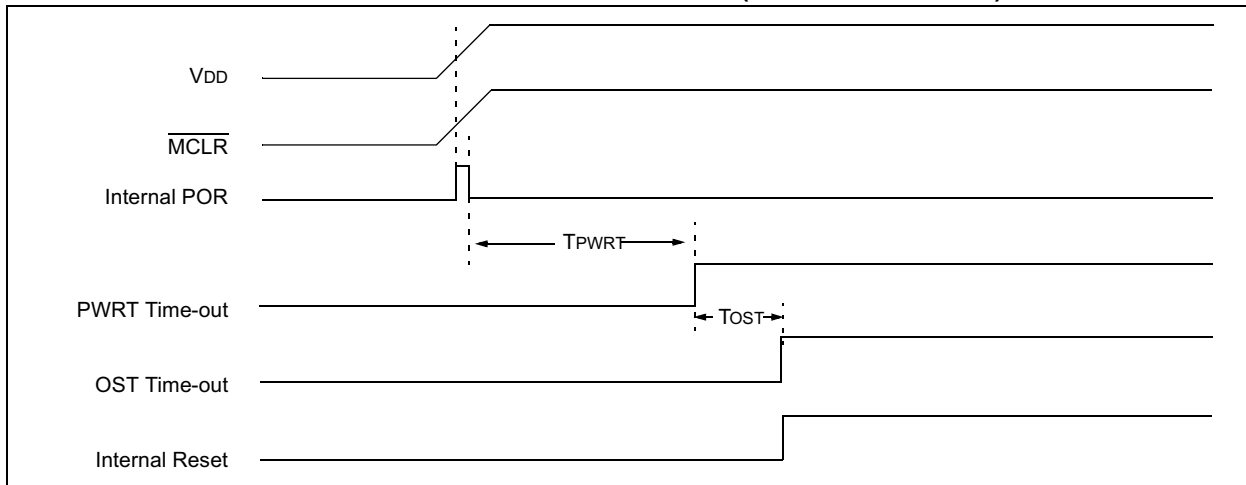 VDD
MCLR
Internal POR
TPWRT
PWRT Time-out
TOST
OST Time-out
Internal Reset